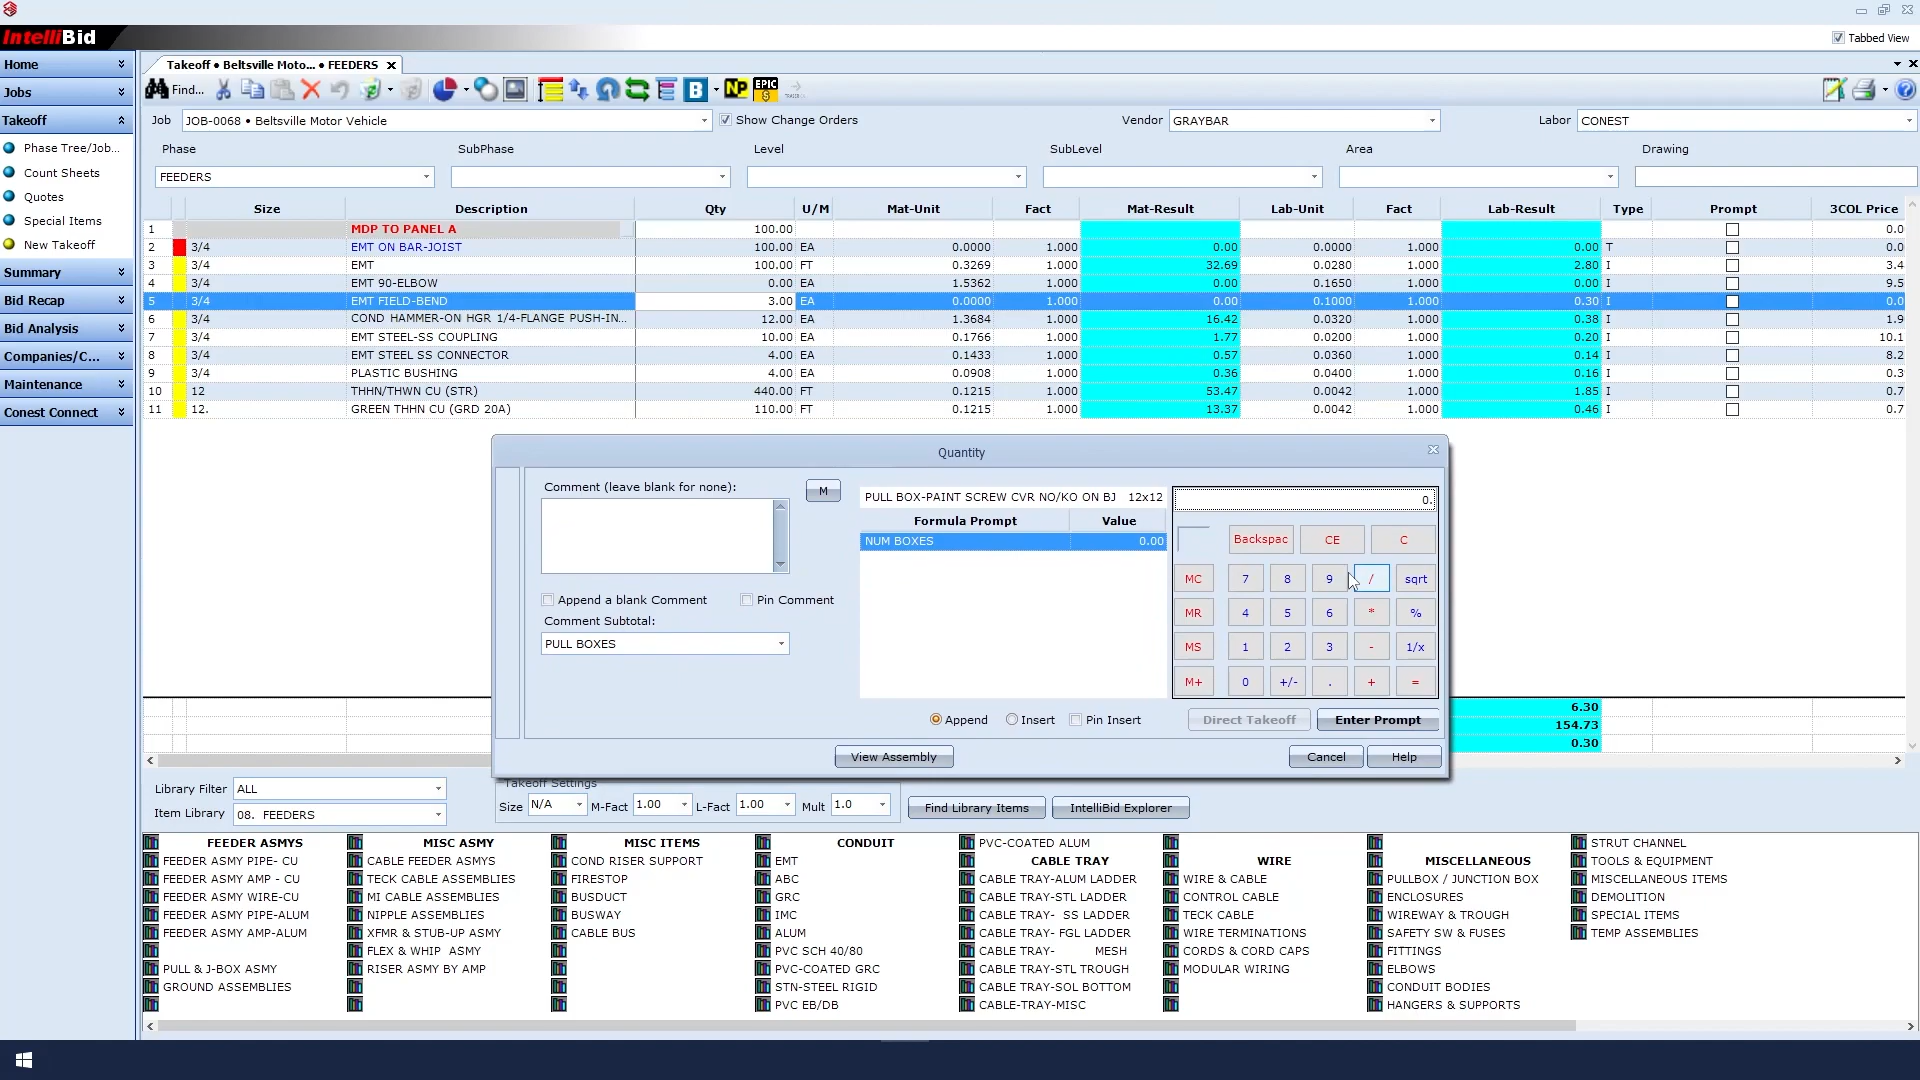 IntelliBid
Tabbed View
Home
Jobs
Takeoff
Phase Tree/Job...
Count Sheets
Quotes
Special Items
New Takeoff
Summary
Bid Recap
Bid Analysis
Companies/C...
Maintenance
Conest Connect
Takeoff • Beltsville Moto... • FEEDERS
Find...
B
NP
EPIC $
Job JOB-0068 • Beltsville Motor Vehicle Show Change Orders Vendor GRAYBAR Labor CONEST
Phase SubPhase Level SubLevel Area Drawing
FEEDERS
Size Description Qty U/M Mat-Unit Fact Mat-Result Lab-Unit Fact Lab-Result Type Prompt 3COL Price
1 MDP TO PANEL A 100.00 0.0
2 3/4 EMT ON BAR-JOIST 100.00 EA 0.0000 1.000 0.00 0.0000 1.000 0.00 T 0.0
3 3/4 EMT 100.00 FT 0.3269 1.000 32.69 0.0280 1.000 2.80 I 3.4
4 3/4 EMT 90-ELBOW 0.00 EA 1.5362 1.000 0.00 0.1650 1.000 0.00 I 9.5
5 3/4 EMT FIELD-BEND 3.00 EA 0.0000 1.000 0.00 0.1000 1.000 0.30 I 0.0
6 3/4 COND HAMMER-ON HGR 1/4-FLANGE PUSH-IN... 12.00 EA 1.3684 1.000 16.42 0.0320 1.000 0.38 I 1.9
7 3/4 EMT STEEL-SS COUPLING 10.00 EA 0.1766 1.000 1.77 0.0200 1.000 0.20 I 10.1
8 3/4 EMT STEEL SS CONNECTOR 4.00 EA 0.1433 1.000 0.57 0.0360 1.000 0.14 I 8.2
9 3/4 PLASTIC BUSHING 4.00 EA 0.0908 1.000 0.36 0.0400 1.000 0.16 I 0.3
10 12 THHN/THWN CU (STR) 440.00 FT 0.1215 1.000 53.47 0.0042 1.000 1.85 I 0.7
11 12. GREEN THHN CU (GRD 20A) 110.00 FT 0.1215 1.000 13.37 0.0042 1.000 0.46 I 0.7
Quantity
Comment (leave blank for none): M
PULL BOX-PAINT SCREW CVR NO/KO ON BJ 12x12 0.
Formula Prompt Value
NUM BOXES 0.00
Backspac CE C
MC 7 8 9 / sqrt
MR 4 5 6 * %
MS 1 2 3 - 1/x
M+ 0 +/- . + =
Append a blank Comment Pin Comment
Comment Subtotal:
PULL BOXES
Append Insert Pin Insert Direct Takeoff Enter Prompt
View Assembly Cancel Help
6.30
154.73
0.30
Library Filter ALL
Item Library 08. FEEDERS
Takeoff Settings
Size N/A M-Fact 1.00 L-Fact 1.00 Mult 1.0 Find Library Items IntelliBid Explorer
FEEDER ASMYS
FEEDER ASMY PIPE- CU
FEEDER ASMY AMP - CU
FEEDER ASMY WIRE-CU
FEEDER ASMY PIPE-ALUM
FEEDER ASMY AMP-ALUM
PULL & J-BOX ASMY
GROUND ASSEMBLIES
MISC ASMY
CABLE FEEDER ASMYS
TECK CABLE ASSEMBLIES
MI CABLE ASSEMBLIES
NIPPLE ASSEMBLIES
XFMR & STUB-UP ASMY
FLEX & WHIP ASMY
RISER ASMY BY AMP
MISC ITEMS
COND RISER SUPPORT
FIRESTOP
BUSDUCT
BUSWAY
CABLE BUS
CONDUIT
EMT
ABC
GRC
IMC
ALUM
PVC SCH 40/80
PVC-COATED GRC
STN-STEEL RIGID
PVC EB/DB
PVC-COATED ALUM
CABLE TRAY
CABLE TRAY-ALUM LADDER
CABLE TRAY-STL LADDER
CABLE TRAY- SS LADDER
CABLE TRAY- FGL LADDER
CABLE TRAY- MESH
CABLE TRAY-STL TROUGH
CABLE TRAY-SOL BOTTOM
CABLE-TRAY-MISC
WIRE
WIRE & CABLE
CONTROL CABLE
TECK CABLE
WIRE TERMINATIONS
CORDS & CORD CAPS
MODULAR WIRING
MISCELLANEOUS
PULLBOX / JUNCTION BOX
ENCLOSURES
WIREWAY & TROUGH
SAFETY SW & FUSES
FITTINGS
ELBOWS
CONDUIT BODIES
HANGERS & SUPPORTS
STRUT CHANNEL
TOOLS & EQUIPMENT
MISCELLANEOUS ITEMS
DEMOLITION
SPECIAL ITEMS
TEMP ASSEMBLIES